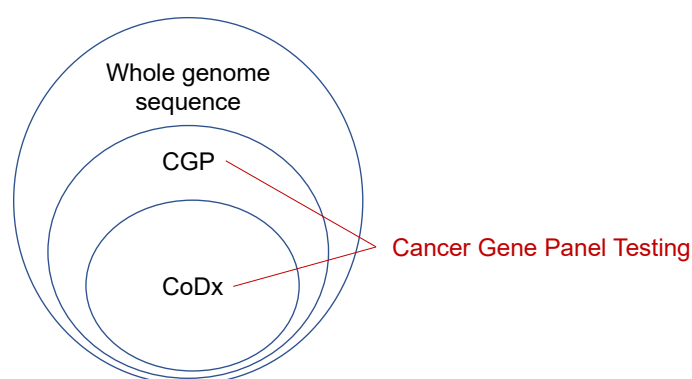 Whole genome
sequence
CGP
Cancer Gene Panel Testing
CoDx